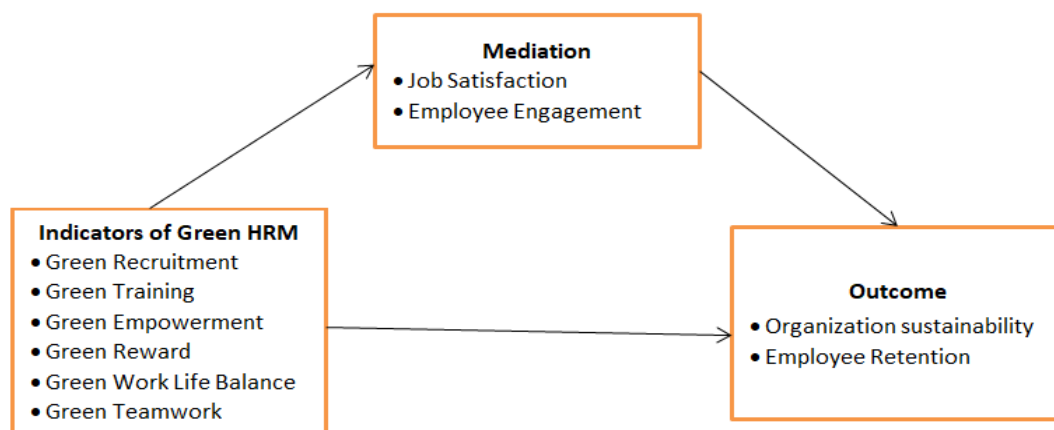 Mediation
• Job Satisfaction
• Employee Engagement
Indicators of Green HRM
• Green Recruitment
• Green Training
• Green Empowerment
• Green Reward
• Green Work Life Balance
• Green Teamwork
Outcome
• Organization sustainability
• Employee Retention